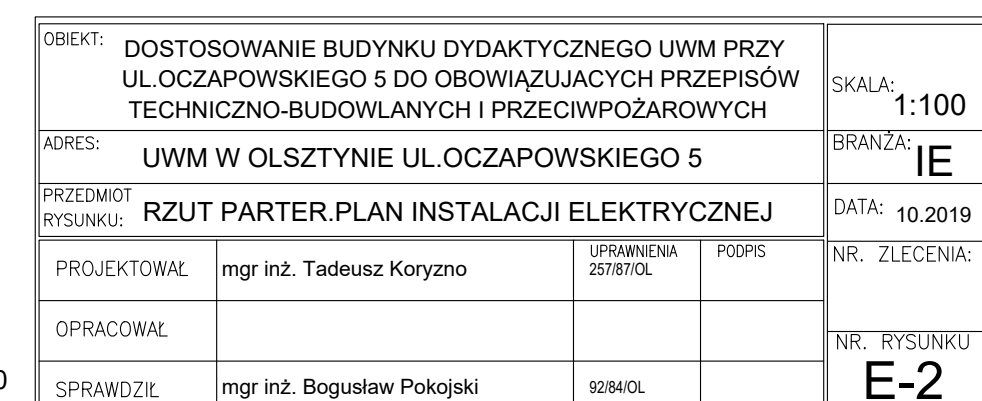 OBIEKT:
DOSTOSOWANIE BUDYNKU DYDAKTYCZNEGO UWM PRZY
UL.OCZAPOWSKIEGO 5 DO OBOWIĄZUJACYCH PRZEPISÓW
TECHNICZNO-BUDOWLANYCH I PRZECIWPOŻAROWYCH
SKALA:
1:100
ADRES:
UWM W OLSZTYNIE UL.OCZAPOWSKIEGO 5
BRANŻA:
IE
PRZEDMIOT
RYSUNKU:
RZUT PARTER.PLAN INSTALACJI ELEKTRYCZNEJ
DATA: 10.2019
PROJEKTOWAŁ
mgr inż. Tadeusz Koryzno
UPRAWNIENIA
257/87/OL
PODPIS
NR. ZLECENIA:
OPRACOWAŁ
NR. RYSUNKU
E-2
SPRAWDZIŁ
mgr inż. Bogusław Pokojski
92/84/OL
0